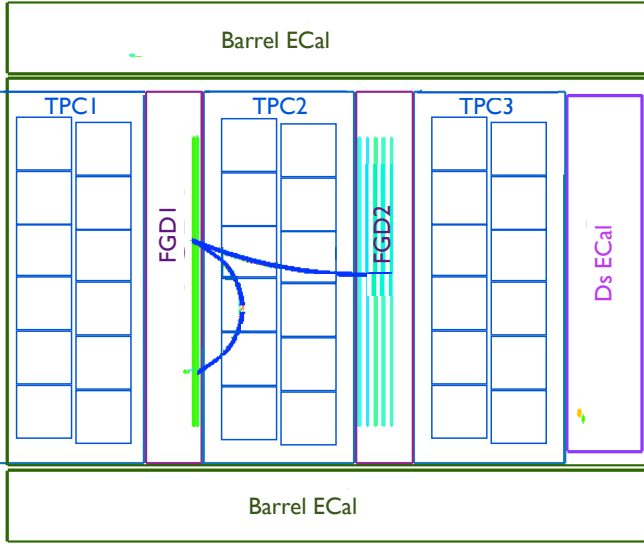 Barrel ECal
TPC1
TPC2
TPC3
FGD1
FGD2
Ds ECal
Barrel ECal